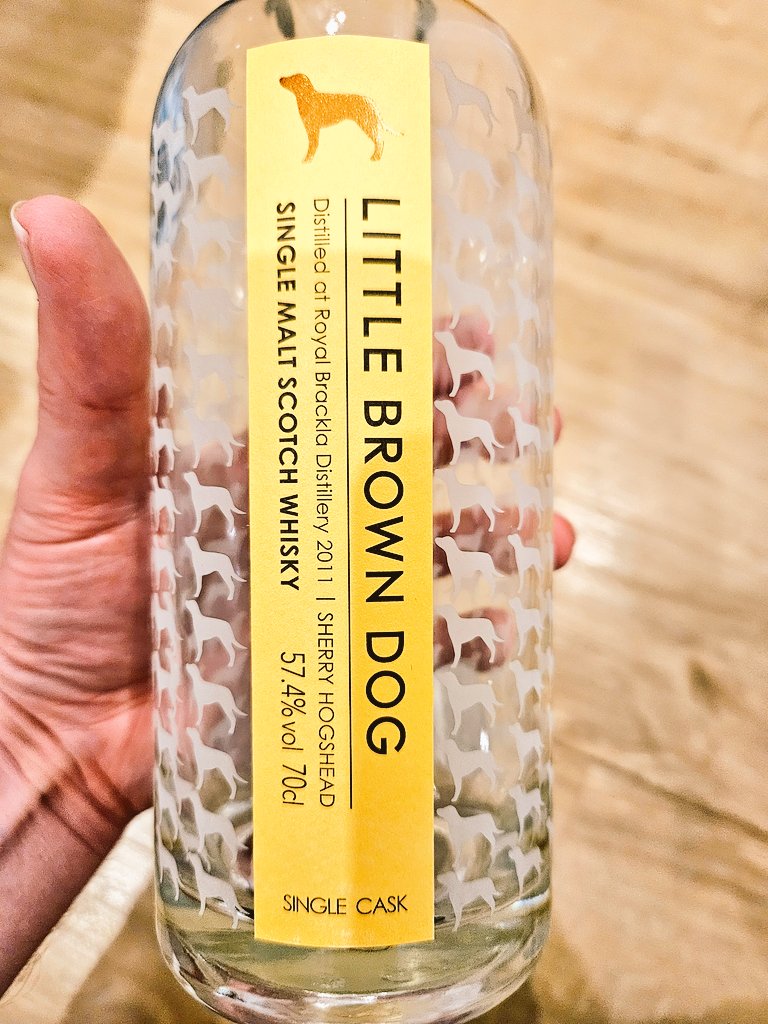 LITTLE BROWN DOG
Distilled at Royal Brackla Distillery 2011 | SHERRY HOGSHEAD
SINGLE MALT SCOTCH WHISKY 57.4%vol 70cl
SINGLE CASK